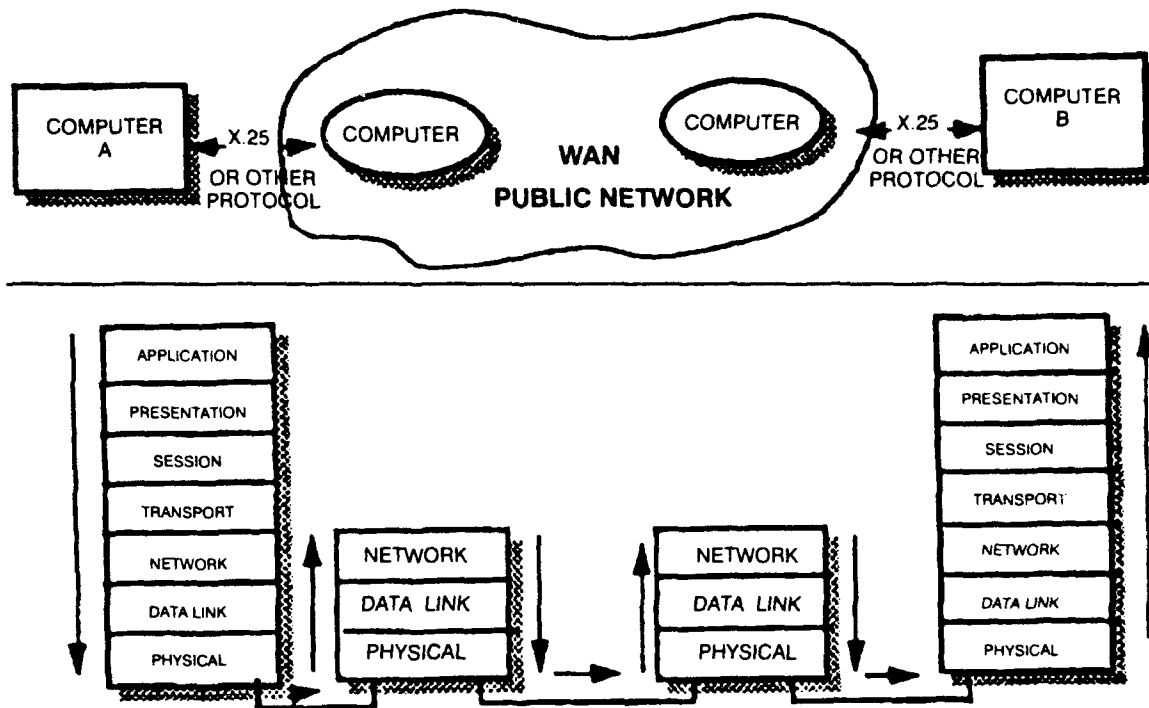 COMPUTER
A
X.25
OR OTHER
PROTOCOL
COMPUTER
WAN
PUBLIC NETWORK
COMPUTER
X.25
OR OTHER
PROTOCOL
COMPUTER
B
APPLICATION
PRESENTATION
SESSION
TRANSPORT
NETWORK
DATA LINK
PHYSICAL
NETWORK
DATA LINK
PHYSICAL
NETWORK
DATA LINK
PHYSICAL
APPLICATION
PRESENTATION
SESSION
TRANSPORT
NETWORK
DATA LINK
PHYSICAL